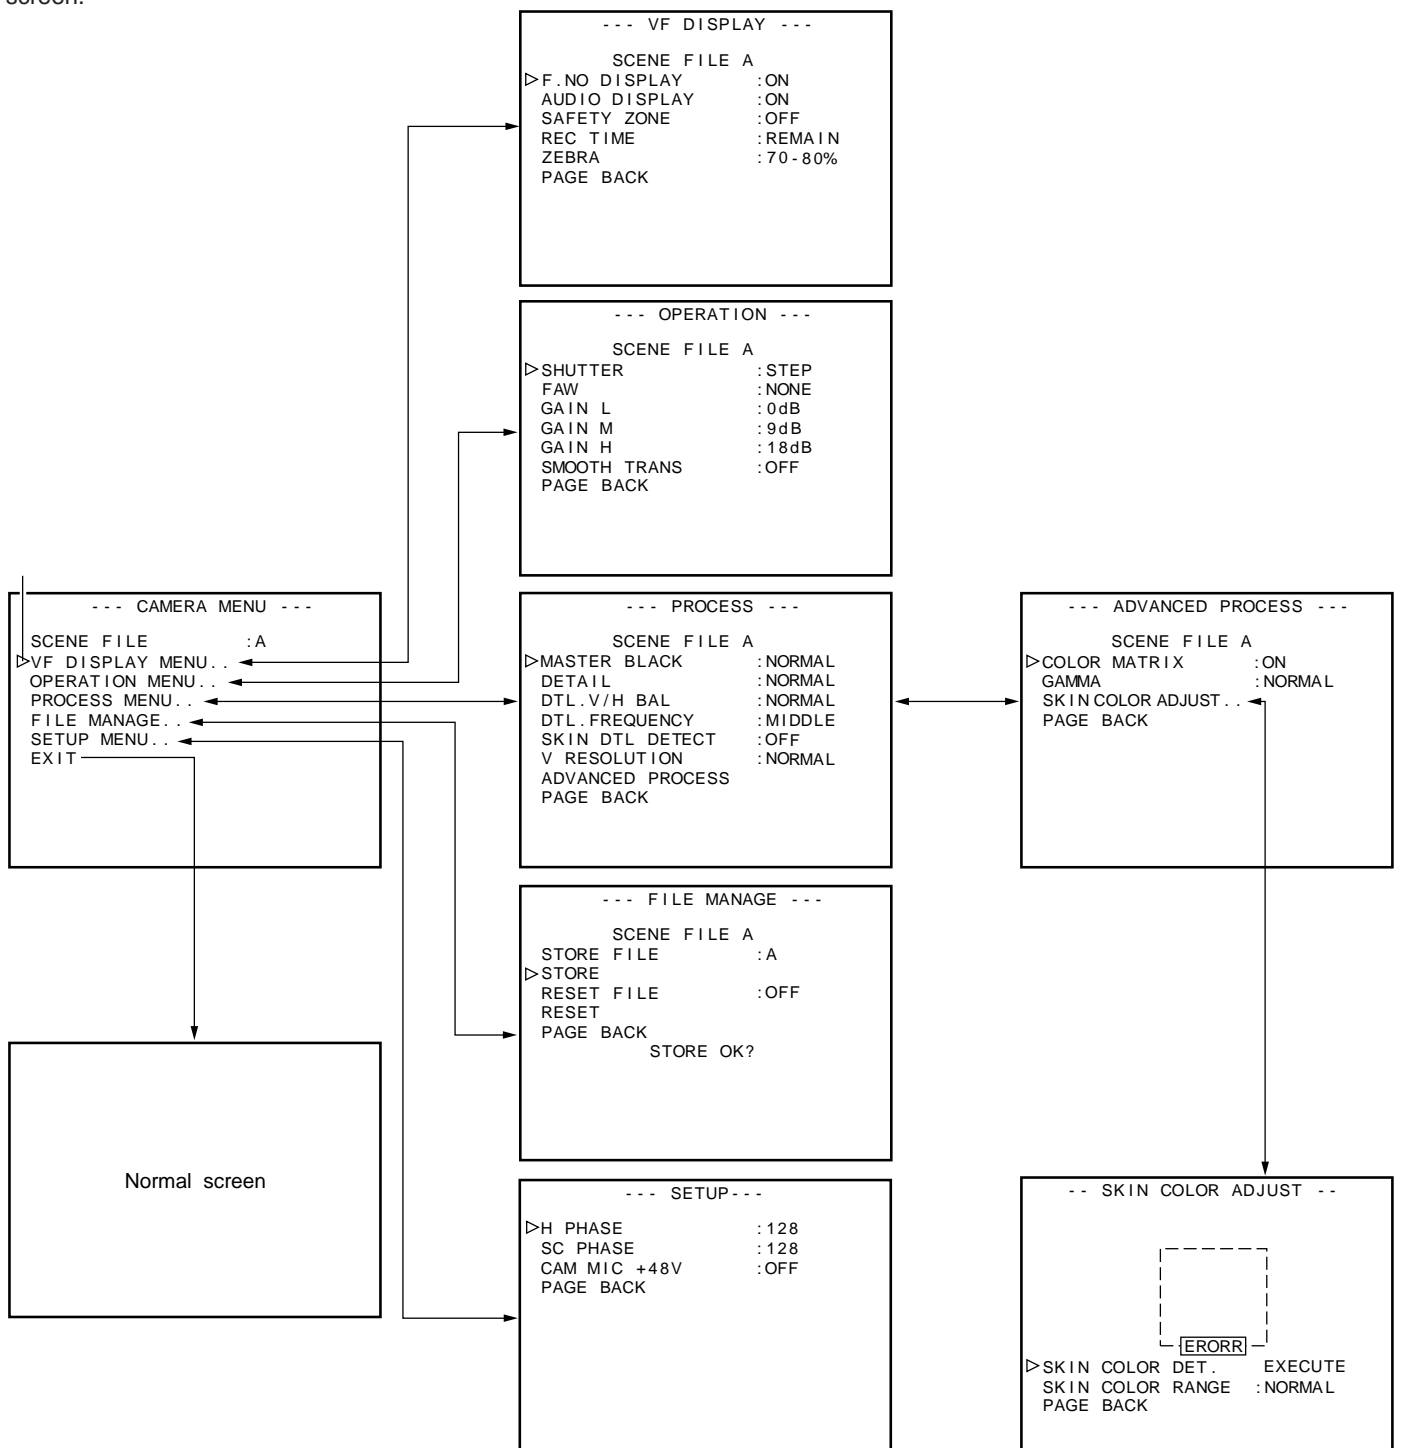 screen.
--- VF DISPLAY ---
SCENE FILE A
F.NO DISPLAY :ON
AUDIO DISPLAY :ON
SAFETY ZONE :OFF
REC TIME :REMAIN
ZEBRA :70-80%
PAGE BACK
--- OPERATION ---
SCENE FILE A
SHUTTER :STEP
FAW :NONE
GAIN L :0dB
GAIN M :9dB
GAIN H :18dB
SMOOTH TRANS :OFF
PAGE BACK
--- CAMERA MENU ---
SCENE FILE :A
VF DISPLAY MENU..
OPERATION MENU..
PROCESS MENU..
FILE MANAGE..
SETUP MENU..
EXIT
--- PROCESS ---
SCENE FILE A
MASTER BLACK :NORMAL
DETAIL :NORMAL
DTL.V/H BAL :NORMAL
DTL.FREQUENCY :MIDDLE
SKIN DTL DETECT :OFF
V RESOLUTION :NORMAL
ADVANCED PROCESS
PAGE BACK
--- ADVANCED PROCESS ---
SCENE FILE A
COLOR MATRIX :ON
GAMMA :NORMAL
SKIN COLOR ADJUST..
PAGE BACK
--- FILE MANAGE ---
SCENE FILE A
STORE FILE :A
STORE
RESET FILE :OFF
RESET
PAGE BACK
STORE OK?
Normal screen
--- SETUP---
H PHASE :128
SC PHASE :128
CAM MIC +48V :OFF
PAGE BACK
-- SKIN COLOR ADJUST --
ERORR
SKIN COLOR DET. EXECUTE
SKIN COLOR RANGE :NORMAL
PAGE BACK